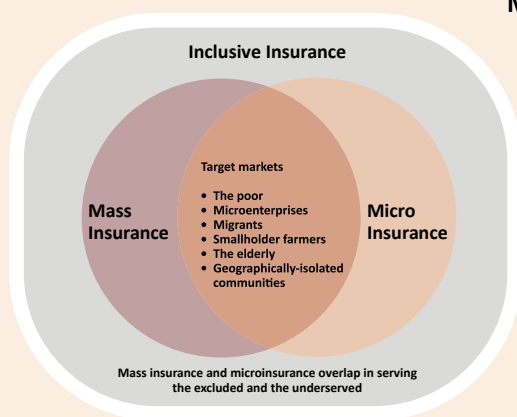 M
Inclusive Insurance
Target markets
• The poor
• Microenterprises
• Migrants
• Smallholder farmers
• The elderly
• Geographically-isolated
communities
Mass
Insurance
Micro
Insurance
Mass insurance and microinsurance overlap in serving
the excluded and the underserved